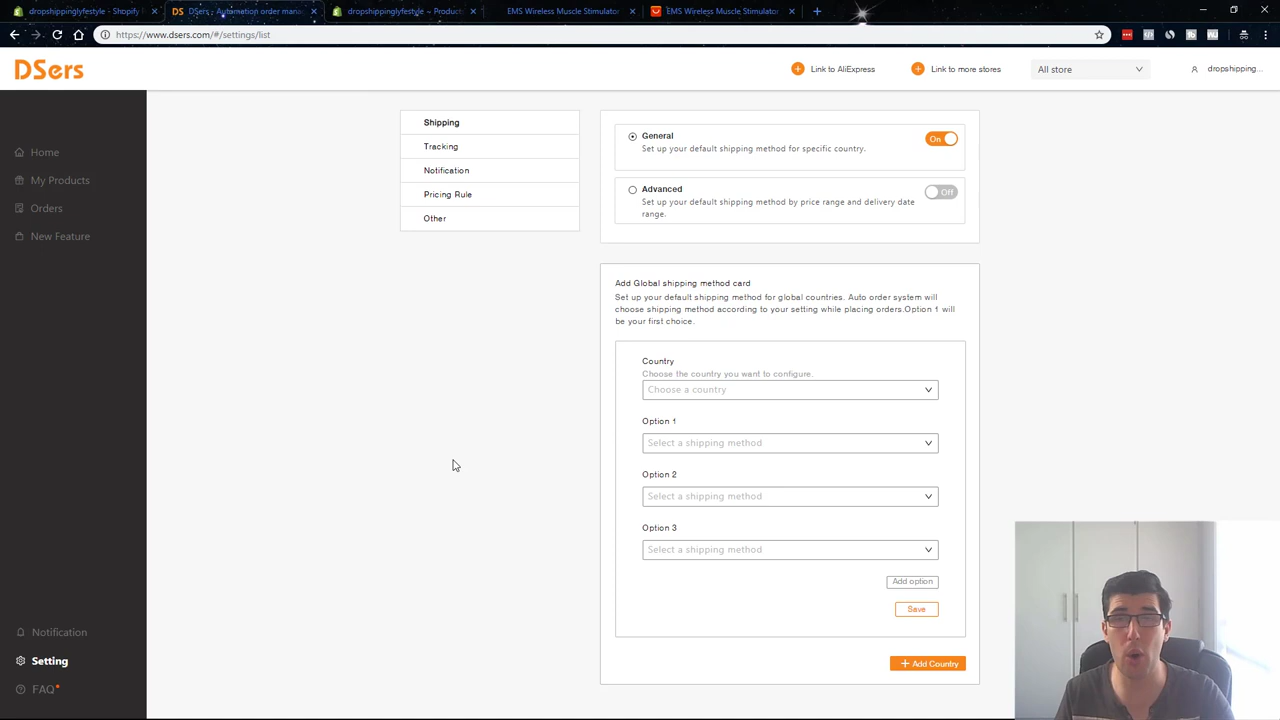 dropshippinglyfestyle - Shopify
DSers - Automation order mana
dropshippinglyfestyle ~ Product
EMS Wireless Muscle Stimulator
EMS Wireless Muscle Stimulator
https://www.dsers.com/#/settings/list
DSers
Link to AliExpress
Link to more stores
All store
dropshipping...
Home
My Products
Orders
New Feature
Notification
Setting
FAQ
Shipping
Tracking
Notification
Pricing Rule
Other
General
Set up your default shipping method for specific country.
On
Advanced
Set up your default shipping method by price range and delivery date
range.
Off
Add Global shipping method card
Set up your default shipping method for global countries. Auto order system will
choose shipping method according to your setting while placing orders.Option 1 will
be your first choice.
Country
Choose the country you want to configure.
Choose a country
Option 1
Select a shipping method
Option 2
Select a shipping method
Option 3
Select a shipping method
Add option
Save
+ Add Country